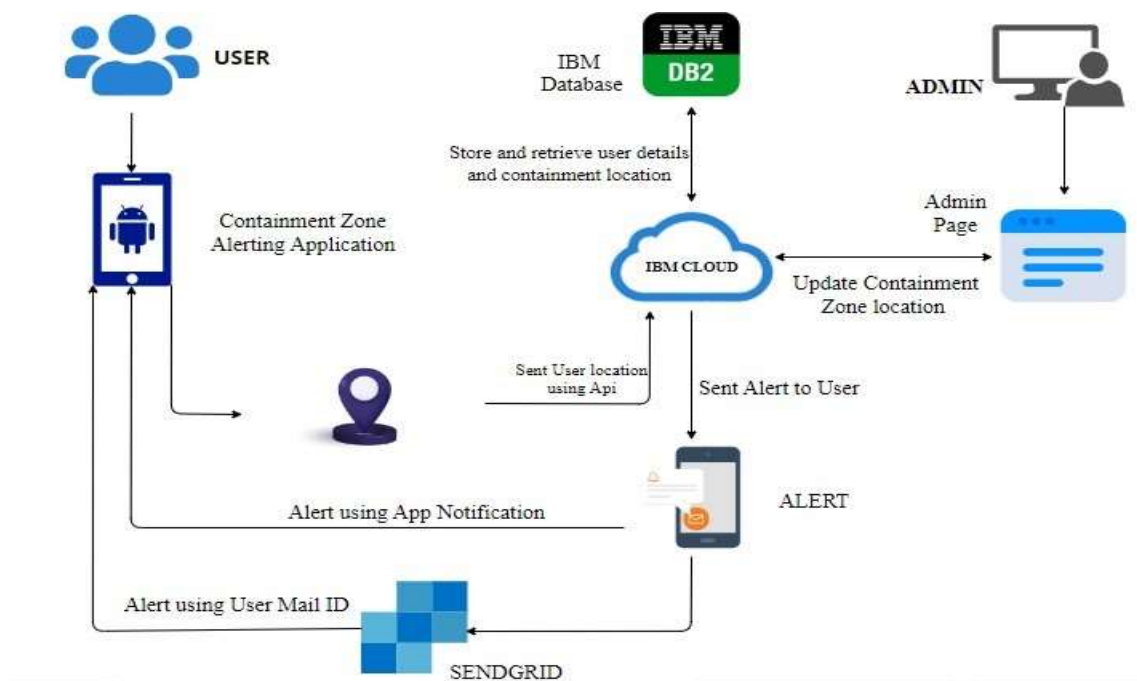 USER
IBM
Database
IBM
DB2
ADMIN
Store and retrieve user details
and containment location
Containment Zone
Alerting Application
Admin
Page
IBM CLOUD
Update Containment
Zone location
Sent User location
using Api
Sent Alert to User
ALERT
Alert using App Notification
Alert using User Mail ID
SENDGRID